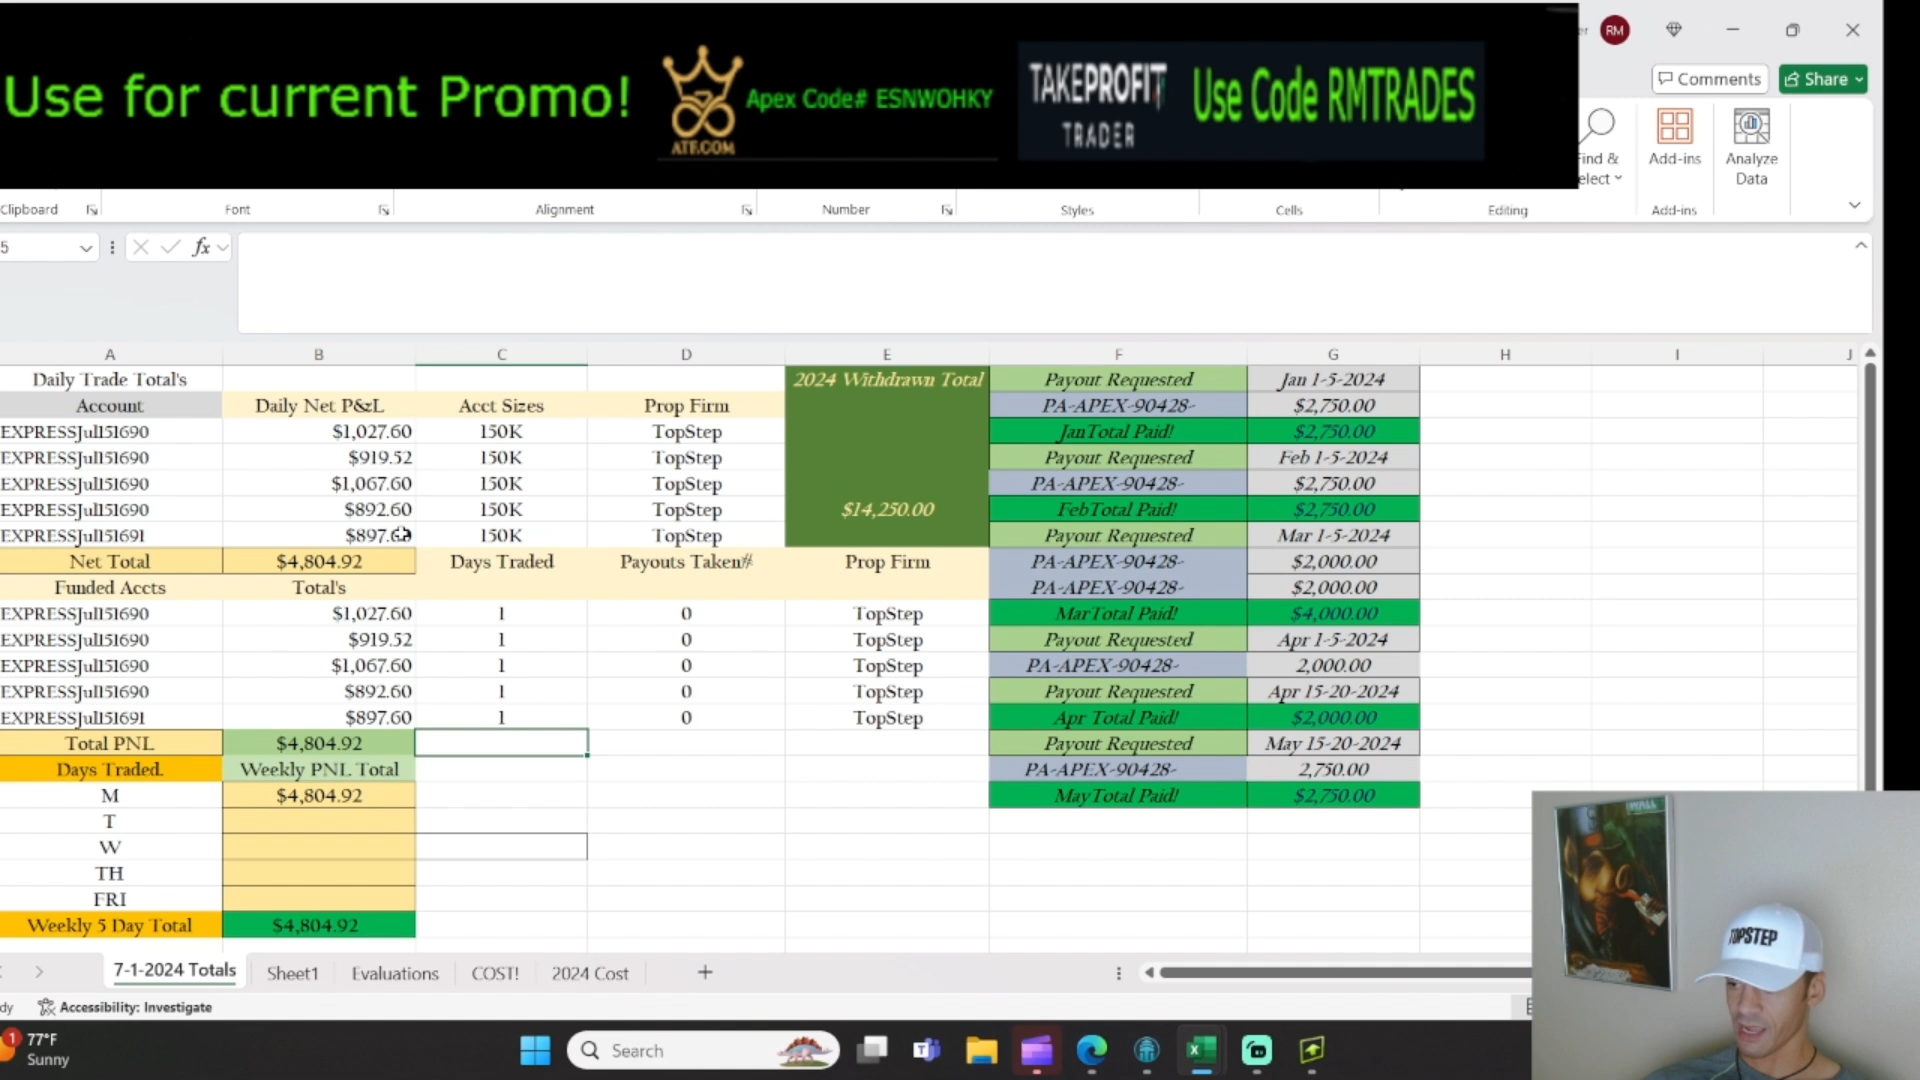 Use for current Promo!
ATF.COM
Apex Code# ESNWOHKY
TAKEPROFIT
TRADER
Use Code RMTRADES
RM
Comments
Share
Find &
Select
Add-ins
Analyze
Data
Clipboard
Font
Alignment
Number
Styles
Cells
Editing
Add-ins
5
fx
A B C D E F G H I J
Daily Trade Total's 2024 Withdrawn Total Payout Requested Jan 1-5-2024
Account Daily Net P&L Acct Sizes Prop Firm PA-APEX-90428- $2,750.00
EXPRESSJul151690 $1,027.60 150K TopStep JanTotal Paid! $2,750.00
EXPRESSJul151690 $919.52 150K TopStep Payout Requested Feb 1-5-2024
EXPRESSJul151690 $1,067.60 150K TopStep PA-APEX-90428- $2,750.00
EXPRESSJul151690 $892.60 150K TopStep $14,250.00 FebTotal Paid! $2,750.00
EXPRESSJul151691 $897.60 150K TopStep Payout Requested Mar 1-5-2024
Net Total $4,804.92 Days Traded Payouts Taken# Prop Firm PA-APEX-90428- $2,000.00
Funded Accts Total's PA-APEX-90428- $2,000.00
EXPRESSJul151690 $1,027.60 1 0 TopStep MarTotal Paid! $4,000.00
EXPRESSJul151690 $919.52 1 0 TopStep Payout Requested Apr 1-5-2024
EXPRESSJul151690 $1,067.60 1 0 TopStep PA-APEX-90428- 2,000.00
EXPRESSJul151690 $892.60 1 0 TopStep Payout Requested Apr 15-20-2024
EXPRESSJul151691 $897.60 1 0 TopStep Apr Total Paid! $2,000.00
Total PNL $4,804.92 Payout Requested May 15-20-2024
Days Traded. Weekly PNL Total PA-APEX-90428- 2,750.00
M $4,804.92 MayTotal Paid! $2,750.00
T
W
TH
FRI
Weekly 5 Day Total $4,804.92
7-1-2024 Totals Sheet1 Evaluations COST! 2024 Cost
Accessibility: Investigate
TOPSTEP
1
77°F
Sunny
Search